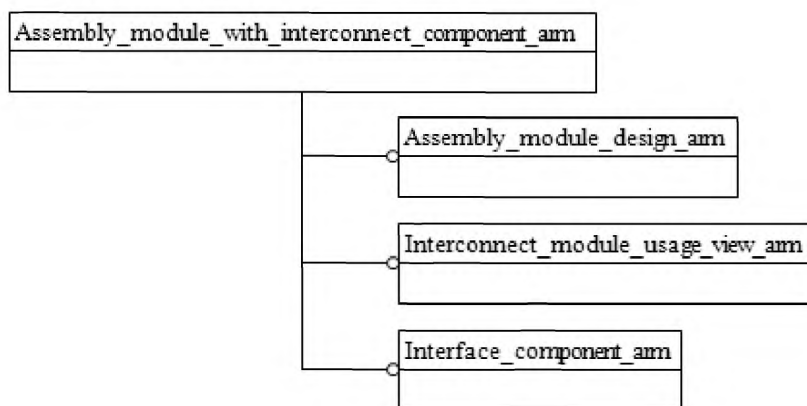 Assembly_module_with_interconnect_component_arm
Assembly_module_design_arm
Interconnect_module_usage_view_arm
Interface_component_arm